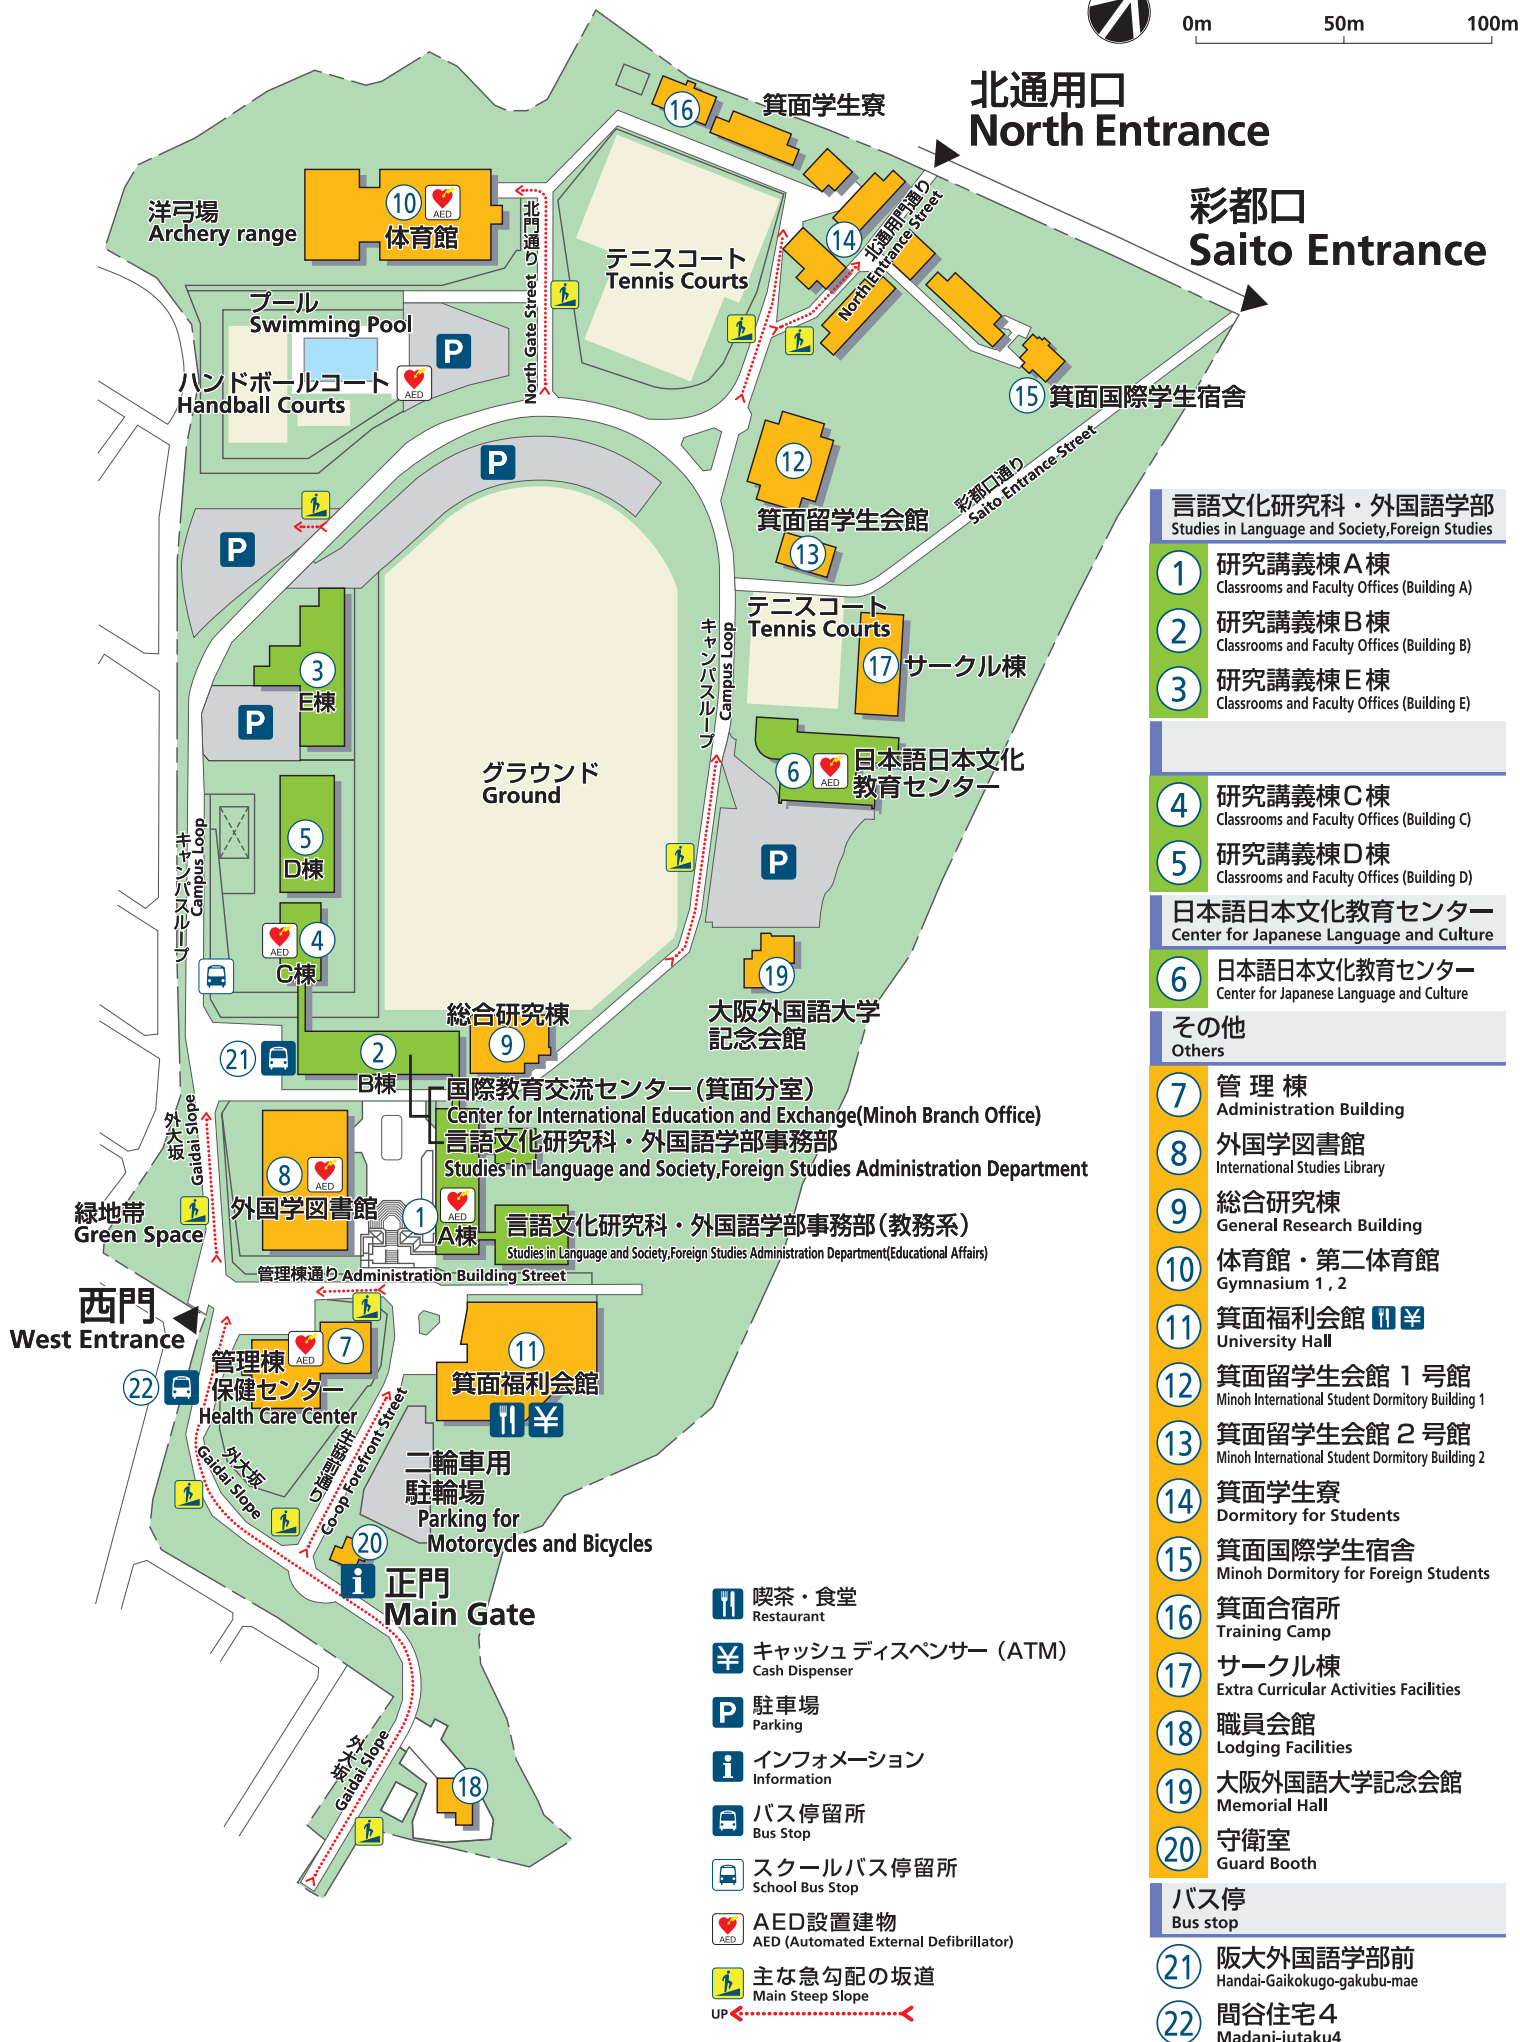 0m 50m 100m
北通用口
North Entrance
彩都口
Saito Entrance
16 箕面学生寮
洋弓場
Archery range
10 AED
体育館
北門通り
North Gate Street
テニスコート
Tennis Courts
14
北通用門通り
North Entrance Street
プール
Swimming Pool
P
ハンドボールコート
Handball Courts
AED
15 箕面国際学生宿舎
12
P
彩都口通り
Saito Entrance Street
箕面留学生会館
13
P
テニスコート
Tennis Courts
キャンパスループ
Campus Loop
17 サークル棟
3
E棟
P
6 AED
日本語日本文化
教育センター
グラウンド
Ground
P
5
D棟
キャンパスループ
Campus Loop
AED 4
C棟
19
大阪外国語大学
記念会館
総合研究棟
9
21
2
B棟
国際教育交流センター(箕面分室)
Center for International Education and Exchange(Minoh Branch Office)
言語文化研究科・外国語学部事務部
Studies in Language and Society,Foreign Studies Administration Department
外大坂
Gaidai Slope
8 AED
外国学図書館
1 AED
A棟
言語文化研究科・外国語学部事務部(教務系)
Studies in Language and Society,Foreign Studies Administration Department(Educational Affairs)
緑地帯
Green Space
管理棟通り Administration Building Street
西門
West Entrance
AED 7
管理棟
保健センター
Health Care Center
22
11
箕面福利会館
生協前通り
Co-op Forefront Street
外大坂
Gaidai Slope
二輪車用
駐輪場
Parking for
Motorcycles and Bicycles
20
i
正門
Main Gate
外大坂
Gaidai Slope
18
喫茶・食堂
Restaurant
キャッシュ ディスペンサー（ATM）
Cash Dispenser
P 駐車場
Parking
i インフォメーション
Information
バス停留所
Bus Stop
スクールバス停留所
School Bus Stop
AED AED設置建物
AED (Automated External Defibrillator)
主な急勾配の坂道
Main Steep Slope
UP
言語文化研究科・外国語学部
Studies in Language and Society,Foreign Studies
1 研究講義棟A棟
Classrooms and Faculty Offices (Building A)
2 研究講義棟B棟
Classrooms and Faculty Offices (Building B)
3 研究講義棟E棟
Classrooms and Faculty Offices (Building E)
4 研究講義棟C棟
Classrooms and Faculty Offices (Building C)
5 研究講義棟D棟
Classrooms and Faculty Offices (Building D)
日本語日本文化教育センター
Center for Japanese Language and Culture
6 日本語日本文化教育センター
Center for Japanese Language and Culture
その他
Others
7 管 理 棟
Administration Building
8 外国学図書館
International Studies Library
9 総合研究棟
General Research Building
10 体育館・第二体育館
Gymnasium 1 , 2
11 箕面福利会館 ¥
University Hall
12 箕面留学生会館 1 号館
Minoh International Student Dormitory Building 1
13 箕面留学生会館 2 号館
Minoh International Student Dormitory Building 2
14 箕面学生寮
Dormitory for Students
15 箕面国際学生宿舎
Minoh Dormitory for Foreign Students
16 箕面合宿所
Training Camp
17 サークル棟
Extra Curricular Activities Facilities
18 職員会館
Lodging Facilities
19 大阪外国語大学記念会館
Memorial Hall
20 守衛室
Guard Booth
バス停
Bus stop
21 阪大外国語学部前
Handai-Gaikokugo-gakubu-mae
22 間谷住宅4
Madani-jutaku4